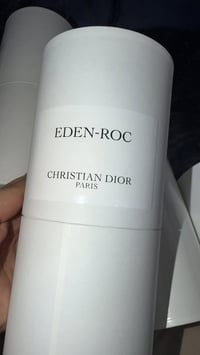 EDEN-ROC
CHRISTIAN DIOR
PARIS